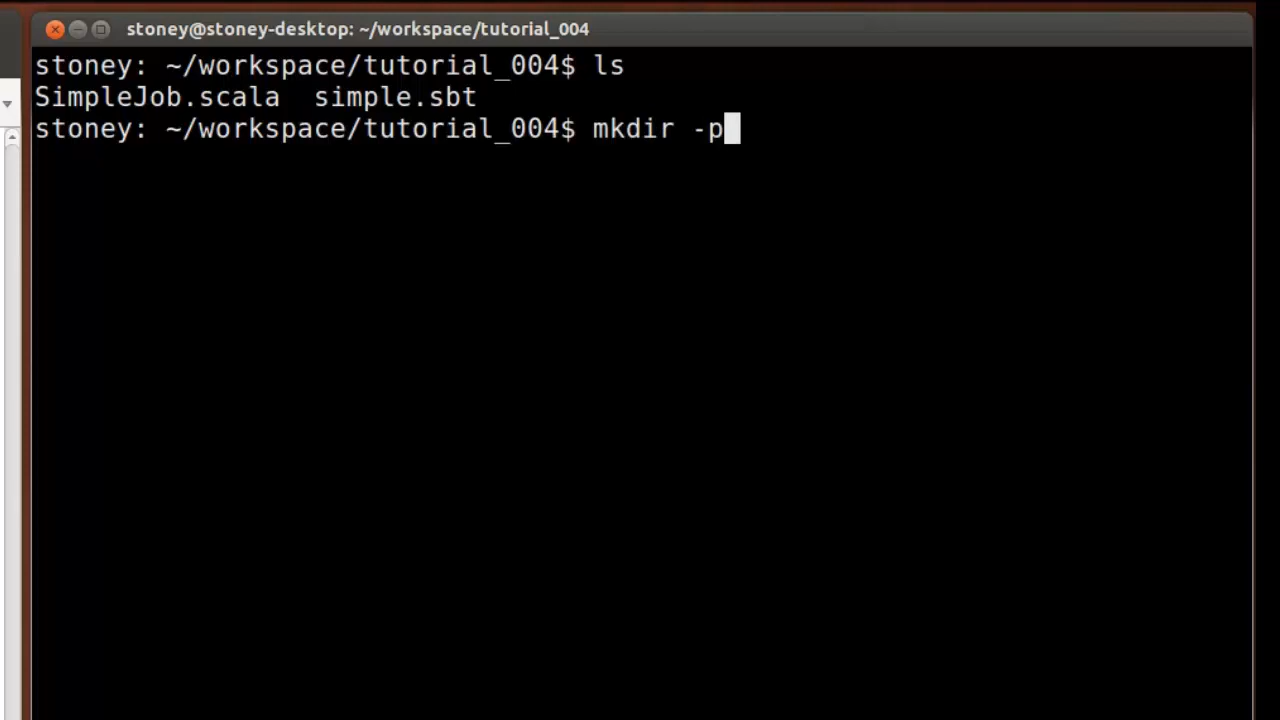 stoney@stoney-desktop: ~/workspace/tutorial_004
stoney: ~/workspace/tutorial_004$ ls
SimpleJob.scala  simple.sbt
stoney: ~/workspace/tutorial_004$ mkdir -p